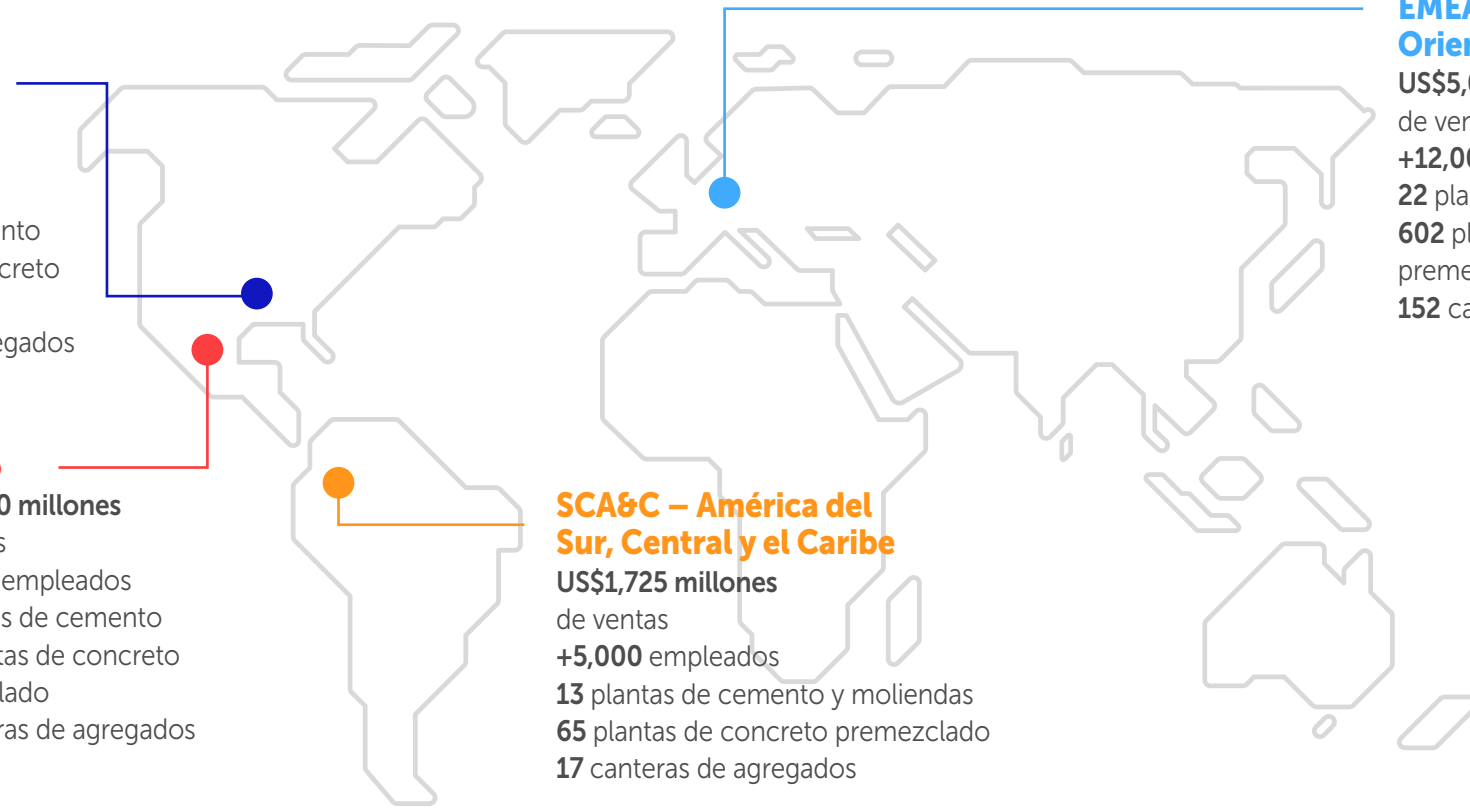 nto
creto
egados
0 millones
s
empleados
s de cemento
tas de concreto
lado
ras de agregados
SCA&C – América del
Sur, Central y el Caribe
US$1,725 millones
de ventas
+5,000 empleados
13 plantas de cemento y moliendas
65 plantas de concreto premezclado
17 canteras de agregados
EMEA
Orien
US$5,0
de ven
+12,00
22 pla
602 pl
preme
152 ca